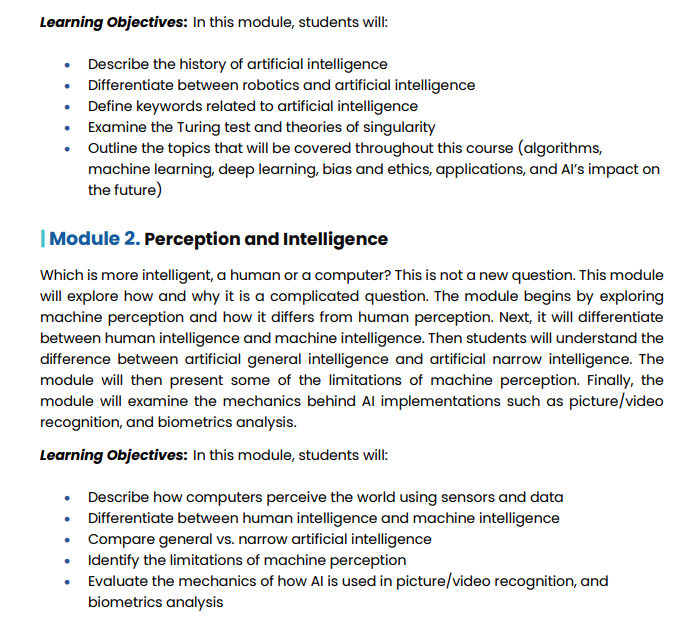 Learning Objectives: In this module, students will:
• Describe the history of artificial intelligence
• Differentiate between robotics and artificial intelligence
• Define keywords related to artificial intelligence
• Examine the Turing test and theories of singularity
• Outline the topics that will be covered throughout this course (algorithms,
machine learning, deep learning, bias and ethics, applications, and AI's impact on
the future)
| Module 2. Perception and Intelligence
Which is more intelligent, a human or a computer? This is not a new question. This module
will explore how and why it is a complicated question. The module begins by exploring
machine perception and how it differs from human perception. Next, it will differentiate
between human intelligence and machine intelligence. Then students will understand the
difference between artificial general intelligence and artificial narrow intelligence. The
module will then present some of the limitations of machine perception. Finally, the
module will examine the mechanics behind AI implementations such as picture/video
recognition, and biometrics analysis.
Learning Objectives: In this module, students will:
• Describe how computers perceive the world using sensors and data
• Differentiate between human intelligence and machine intelligence
• Compare general vs. narrow artificial intelligence
• Identify the limitations of machine perception
• Evaluate the mechanics of how AI is used in picture/video recognition, and
biometrics analysis